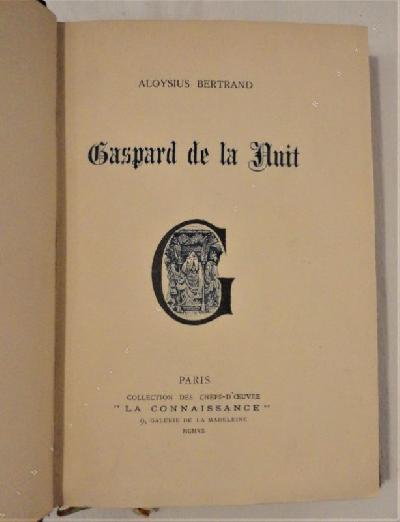 ALOYSIUS BERTRAND
Gaspard de la Nuit
G
PARIS
COLLECTION DES CHEFS-D'ŒUVRE
"LA CONNAISSANCE"
9, GALERIE DE LA MADELEINE